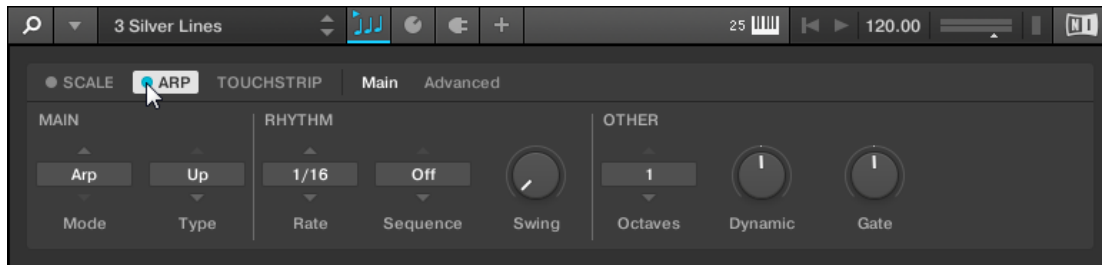 3 Silver Lines 25 120.00 NI
SCALE ARP TOUCHSTRIP Main Advanced
MAIN RHYTHM OTHER
Arp Up 1/16 Off 1
Mode Type Rate Sequence Swing Octaves Dynamic Gate